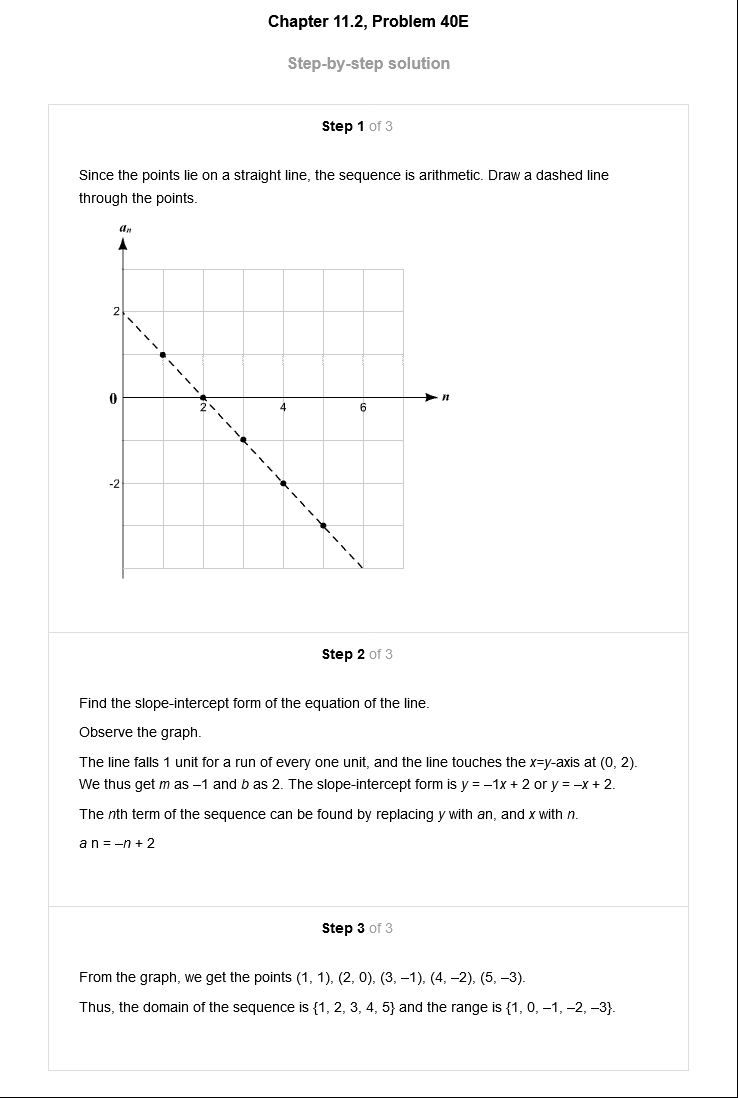 Chapter 11.2, Problem 40E
Step-by-step solution
Step 1 of 3
Since the points lie on a straight line, the sequence is arithmetic. Draw a dashed line
through the points.
an
2
0
2
4
6
n
-2
Step 2 of 3
Find the slope-intercept form of the equation of the line.
Observe the graph.
The line falls 1 unit for a run of every one unit, and the line touches the x=y-axis at (0, 2).
We thus get m as –1 and b as 2. The slope-intercept form is y = –1x + 2 or y = –x + 2.
The nth term of the sequence can be found by replacing y with an, and x with n.
a n = –n + 2
Step 3 of 3
From the graph, we get the points (1, 1), (2, 0), (3, –1), (4, –2), (5, –3).
Thus, the domain of the sequence is {1, 2, 3, 4, 5} and the range is {1, 0, –1, –2, –3}.